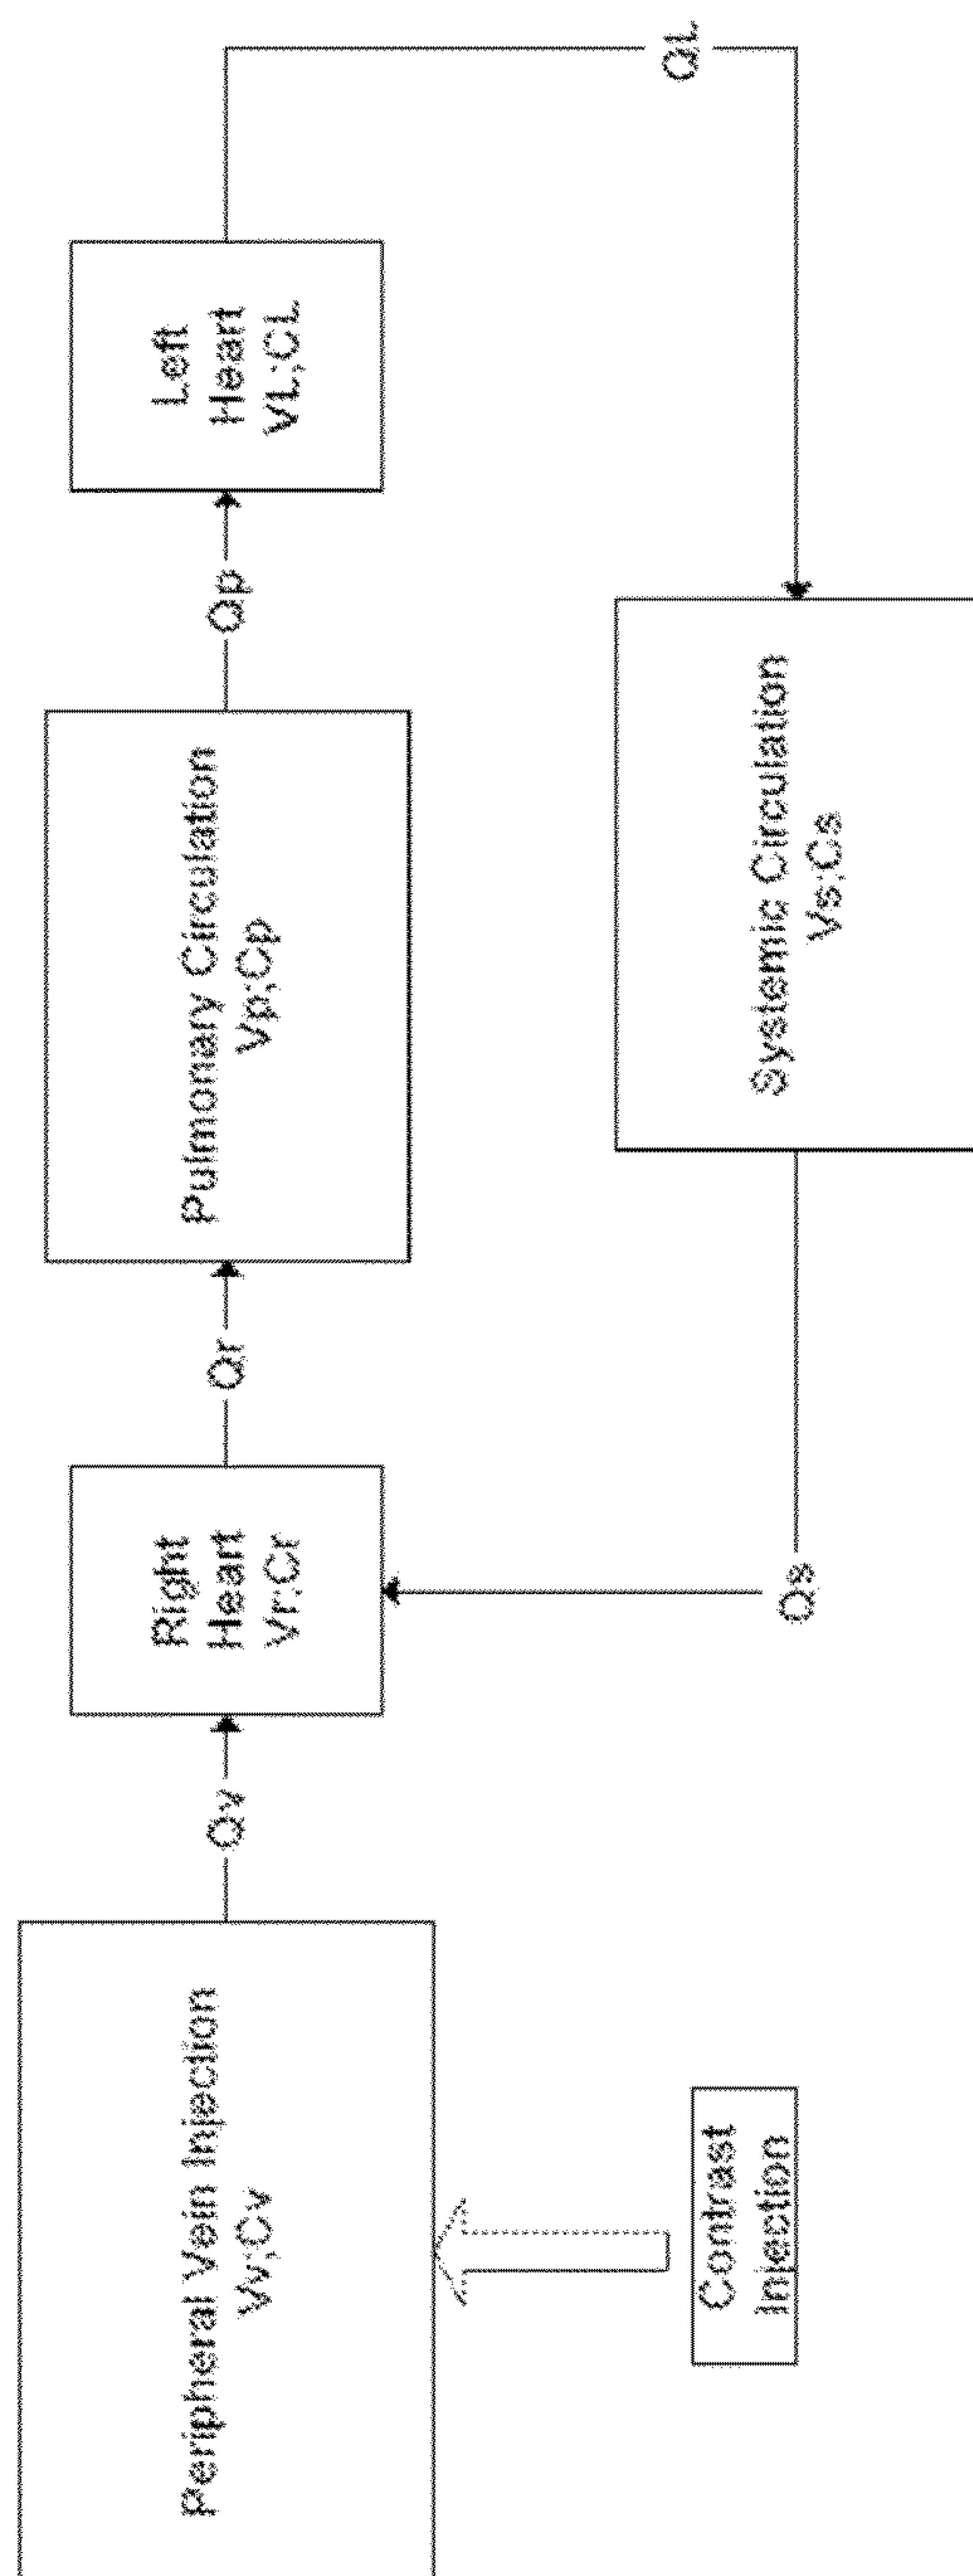 Peripheral Vein Injection
Vv;Cv
Qv
Right
Heart
Vr;Cr
Qr
Pulmonary Circulation
Vp;Cp
Qp
Left
Heart
VL;CL
QL
Systemic Circulation
Vs;Cs
Qs
Contrast
Injection